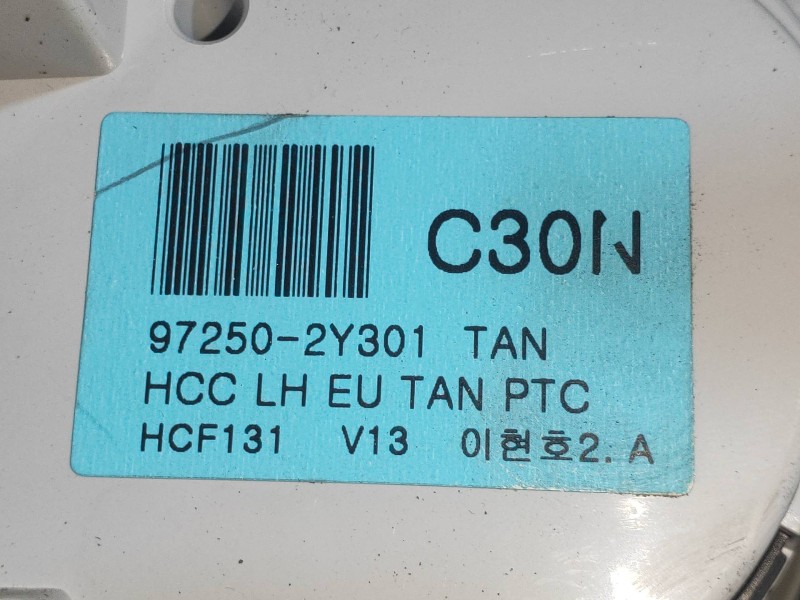 C30N
97250-2Y301 TAN
HCC LH EU TAN PTC
HCF131 V13 이현호2. A